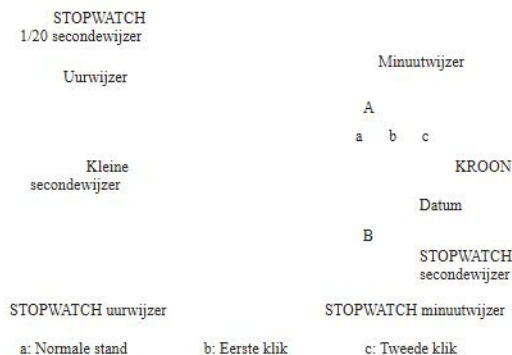 STOPWATCH
1/20 secondewijzer
Minuutwijzer
Uurwijzer
A
a b c
Kleine
secondewijzer
KROON
Datum
B
STOPWATCH
secondewijzer
STOPWATCH uurwijzer
STOPWATCH minuutwijzer
a: Normale stand b: Eerste klik c: Tweede klik